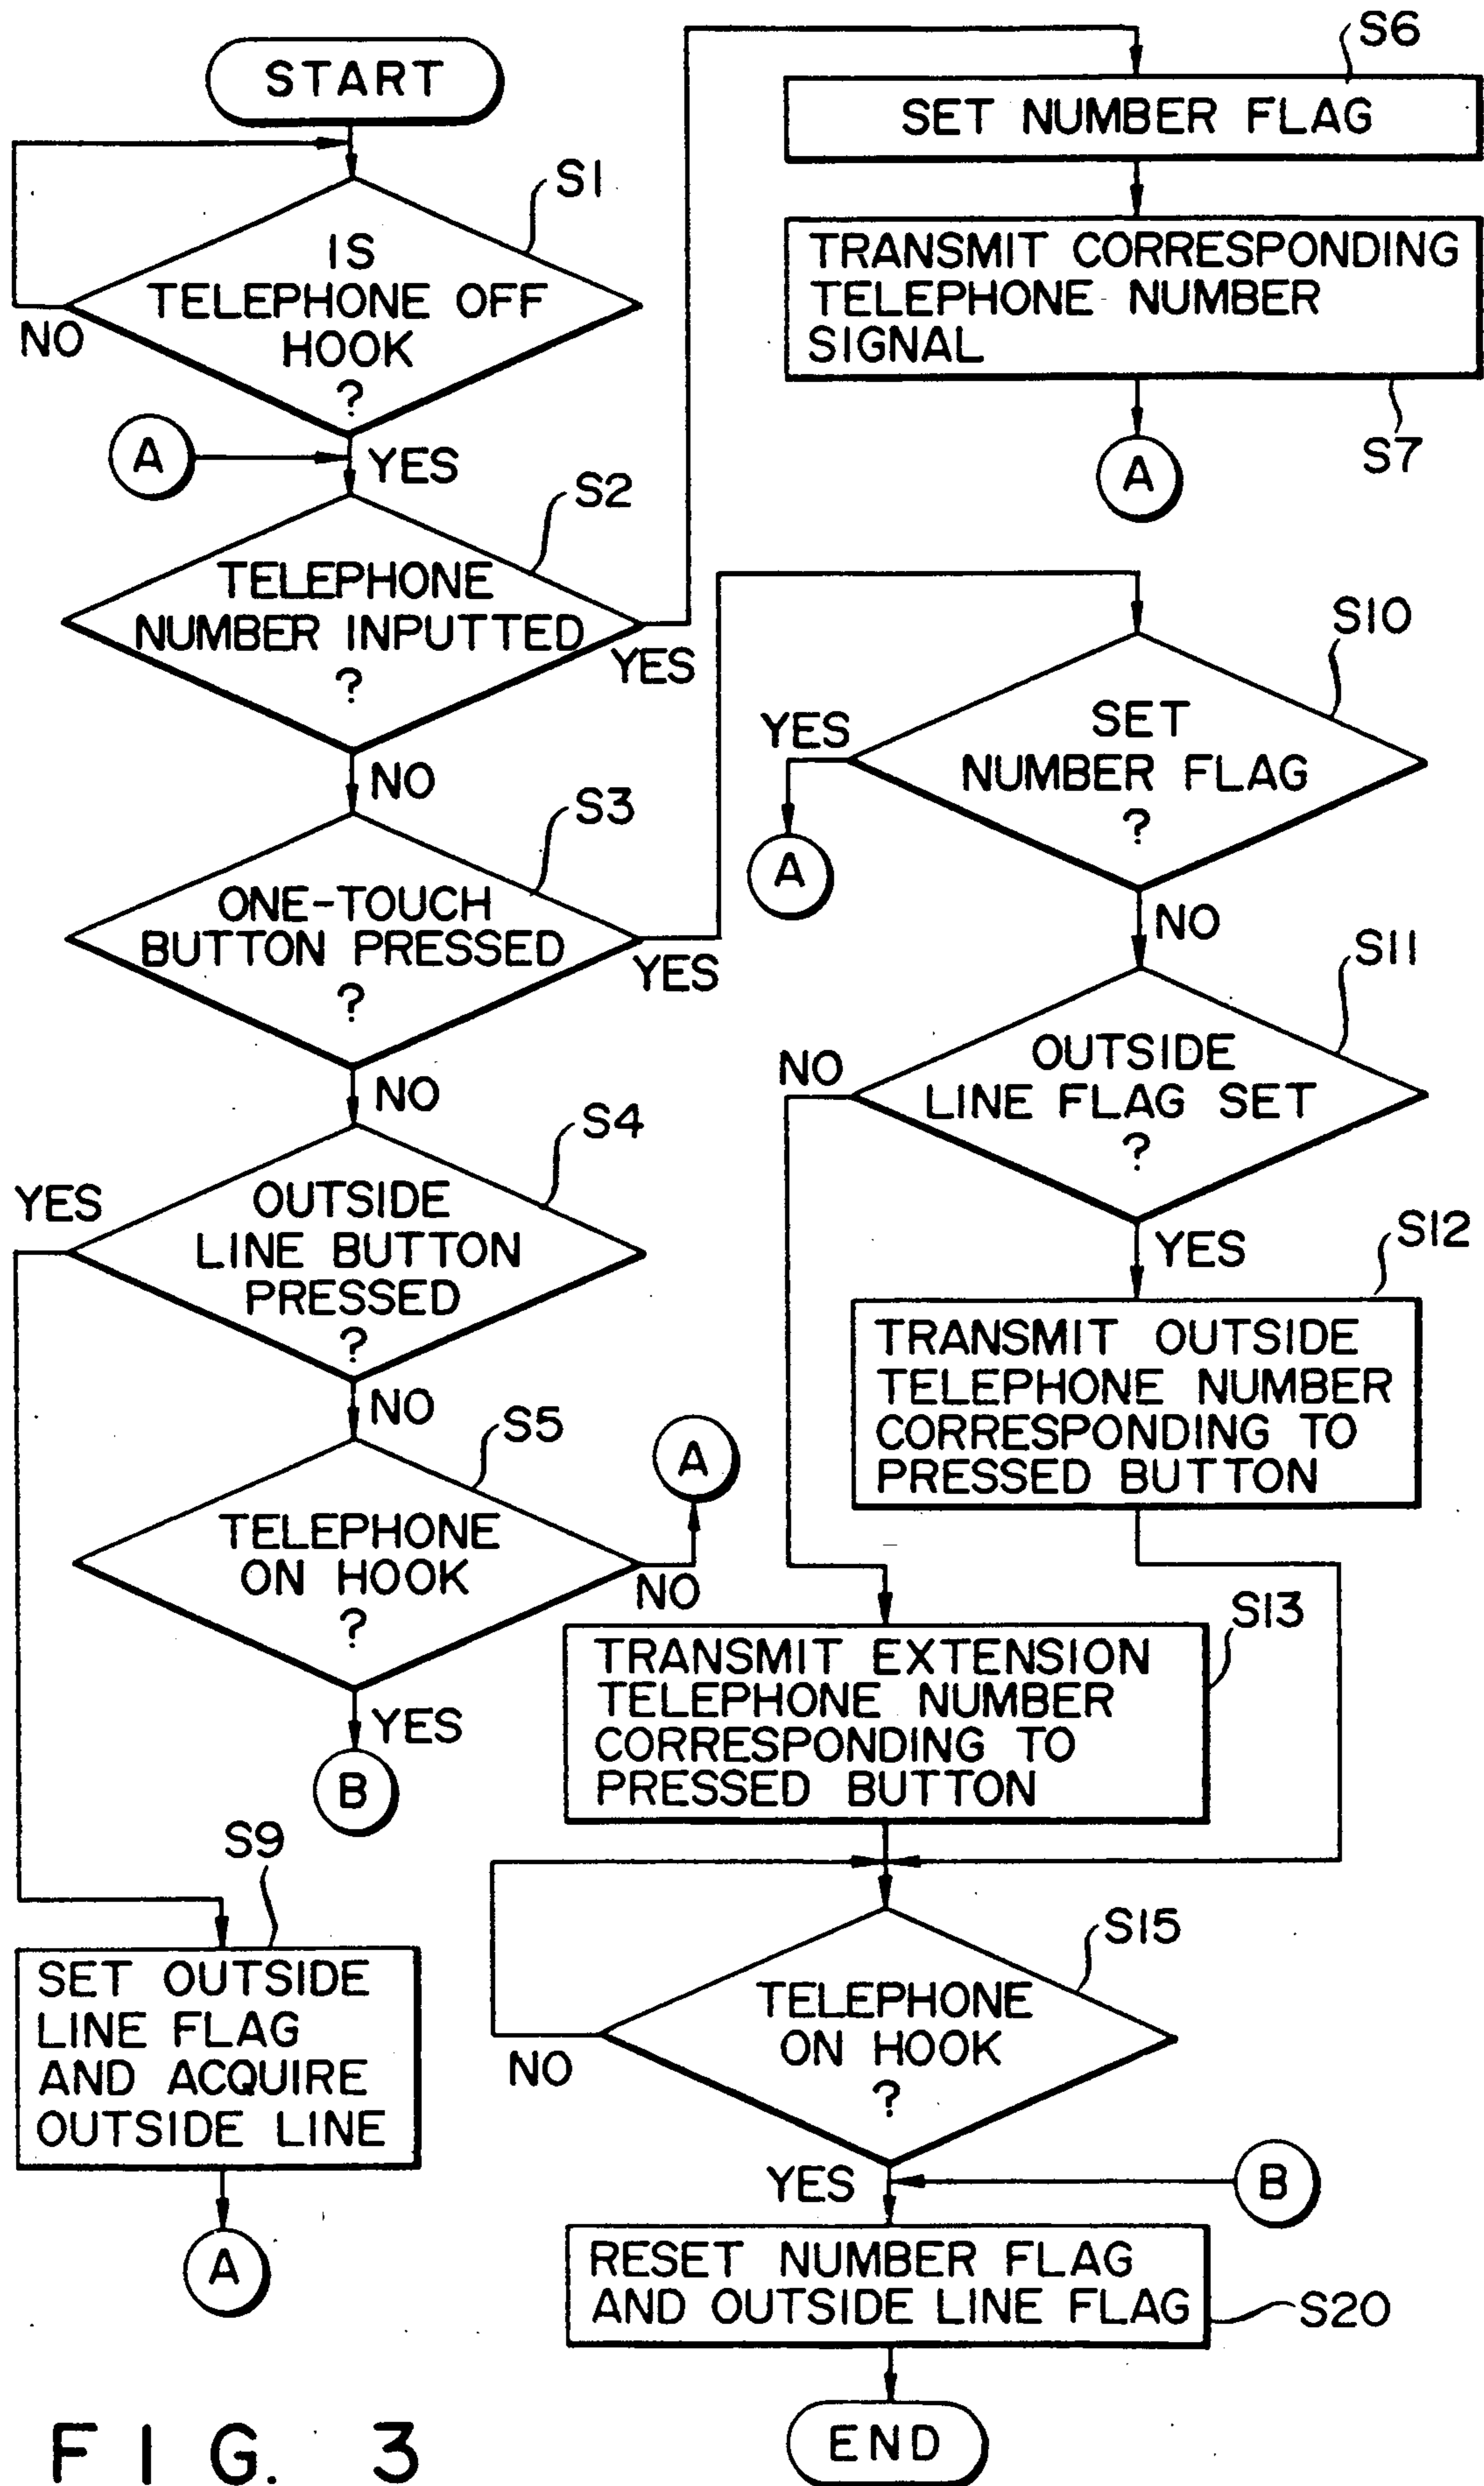 START
S1
IS
TELEPHONE OFF
HOOK
?
NO
A
YES
S2
TELEPHONE
NUMBER INPUTTED
?
YES
NO
S3
ONE-TOUCH
BUTTON PRESSED
?
YES
NO
S4
YES
OUTSIDE
LINE BUTTON
PRESSED
?
NO
S5
A
TELEPHONE
ON HOOK
?
NO
YES
B
S9
SET OUTSIDE
LINE FLAG
AND ACQUIRE
OUTSIDE LINE
A
S6
SET NUMBER FLAG
TRANSMIT CORRESPONDING
TELEPHONE NUMBER
SIGNAL
S7
A
S10
YES
SET
NUMBER FLAG
?
A
NO
S11
NO
OUTSIDE
LINE FLAG SET
?
YES
S12
TRANSMIT OUTSIDE
TELEPHONE NUMBER
CORRESPONDING TO
PRESSED BUTTON
S13
TRANSMIT EXTENSION
TELEPHONE NUMBER
CORRESPONDING TO
PRESSED BUTTON
S15
TELEPHONE
ON HOOK
?
NO
YES
B
RESET NUMBER FLAG
AND OUTSIDE LINE FLAG
S20
END
FIG. 3